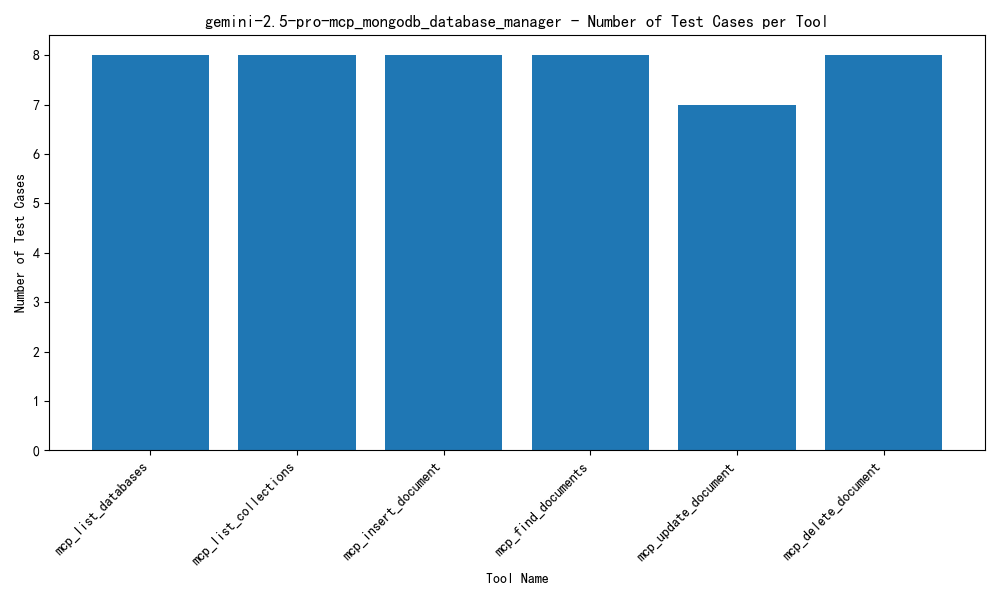 gemini-2.5-pro-mcp_mongodb_database_manager - Number of Test Cases per Tool
Number of Test Cases
8
7
6
5
4
3
2
1
0
mcp_list_databases
mcp_list_collections
mcp_insert_document
mcp_find_documents
mcp_update_document
mcp_delete_document
Tool Name